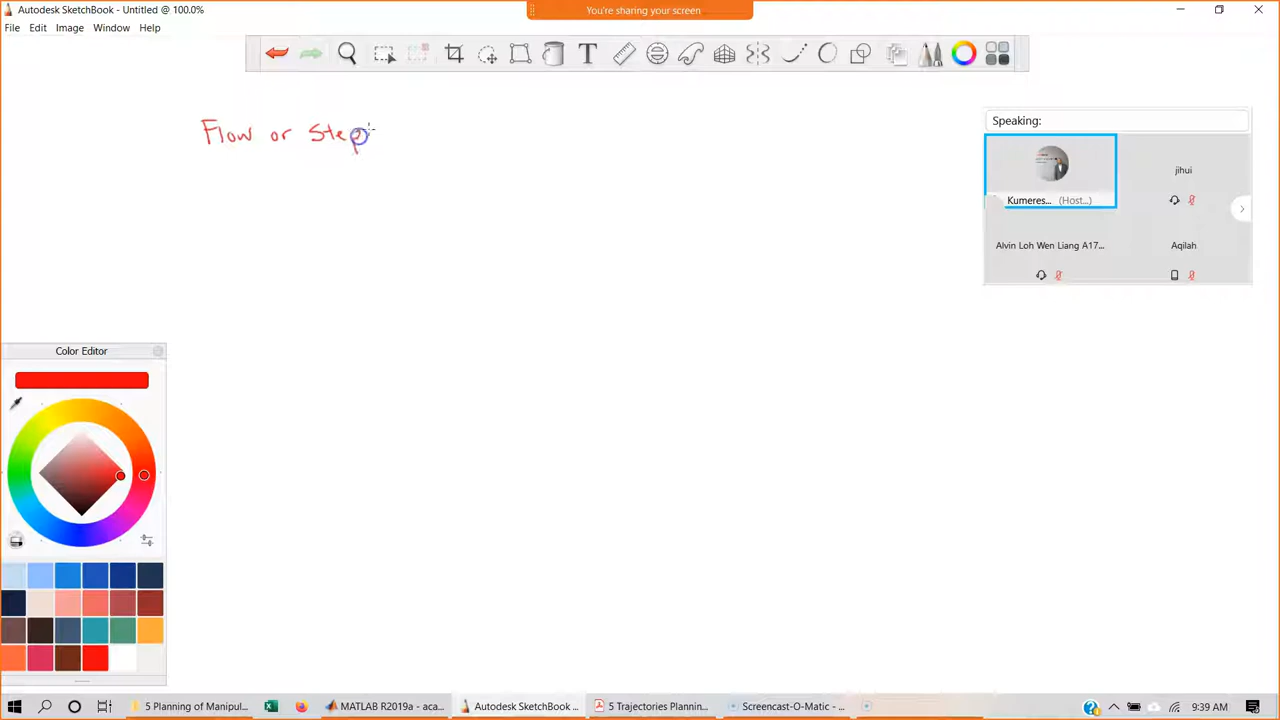 Autodesk SketchBook - Untitled @ 100.0%
You're sharing your screen
File Edit Image Window Help
T
Flow or Step
Speaking:
Kumeres... (Host...)
jihui
Alvin Loh Wen Liang A17...
Aqilah
Color Editor
5 Planning of Manipul...
MATLAB R2019a - aca...
Autodesk SketchBook ...
5 Trajectories Plannin...
Screencast-O-Matic - ...
9:39 AM